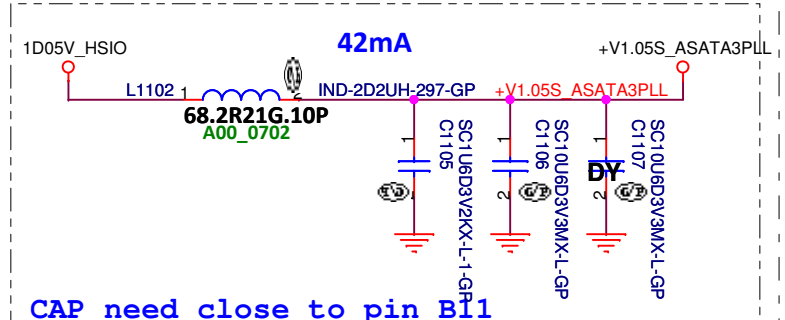 42mA
1D05V_HSIO
+V1.05S_ASATA3PLL
L1102
1
IND-2D2UH-297-GP
+V1.05S_ASATA3PLL
68.2R21G.10P
A00_0702
1
C1105
SC1U6D3V2KX-L-1-GP
1
2
C1106
SC10U6D3V3MX-L-GP
1
2
DY
C1107
SC10U6D3V3MX-L-GP
CAP need close to pin B11